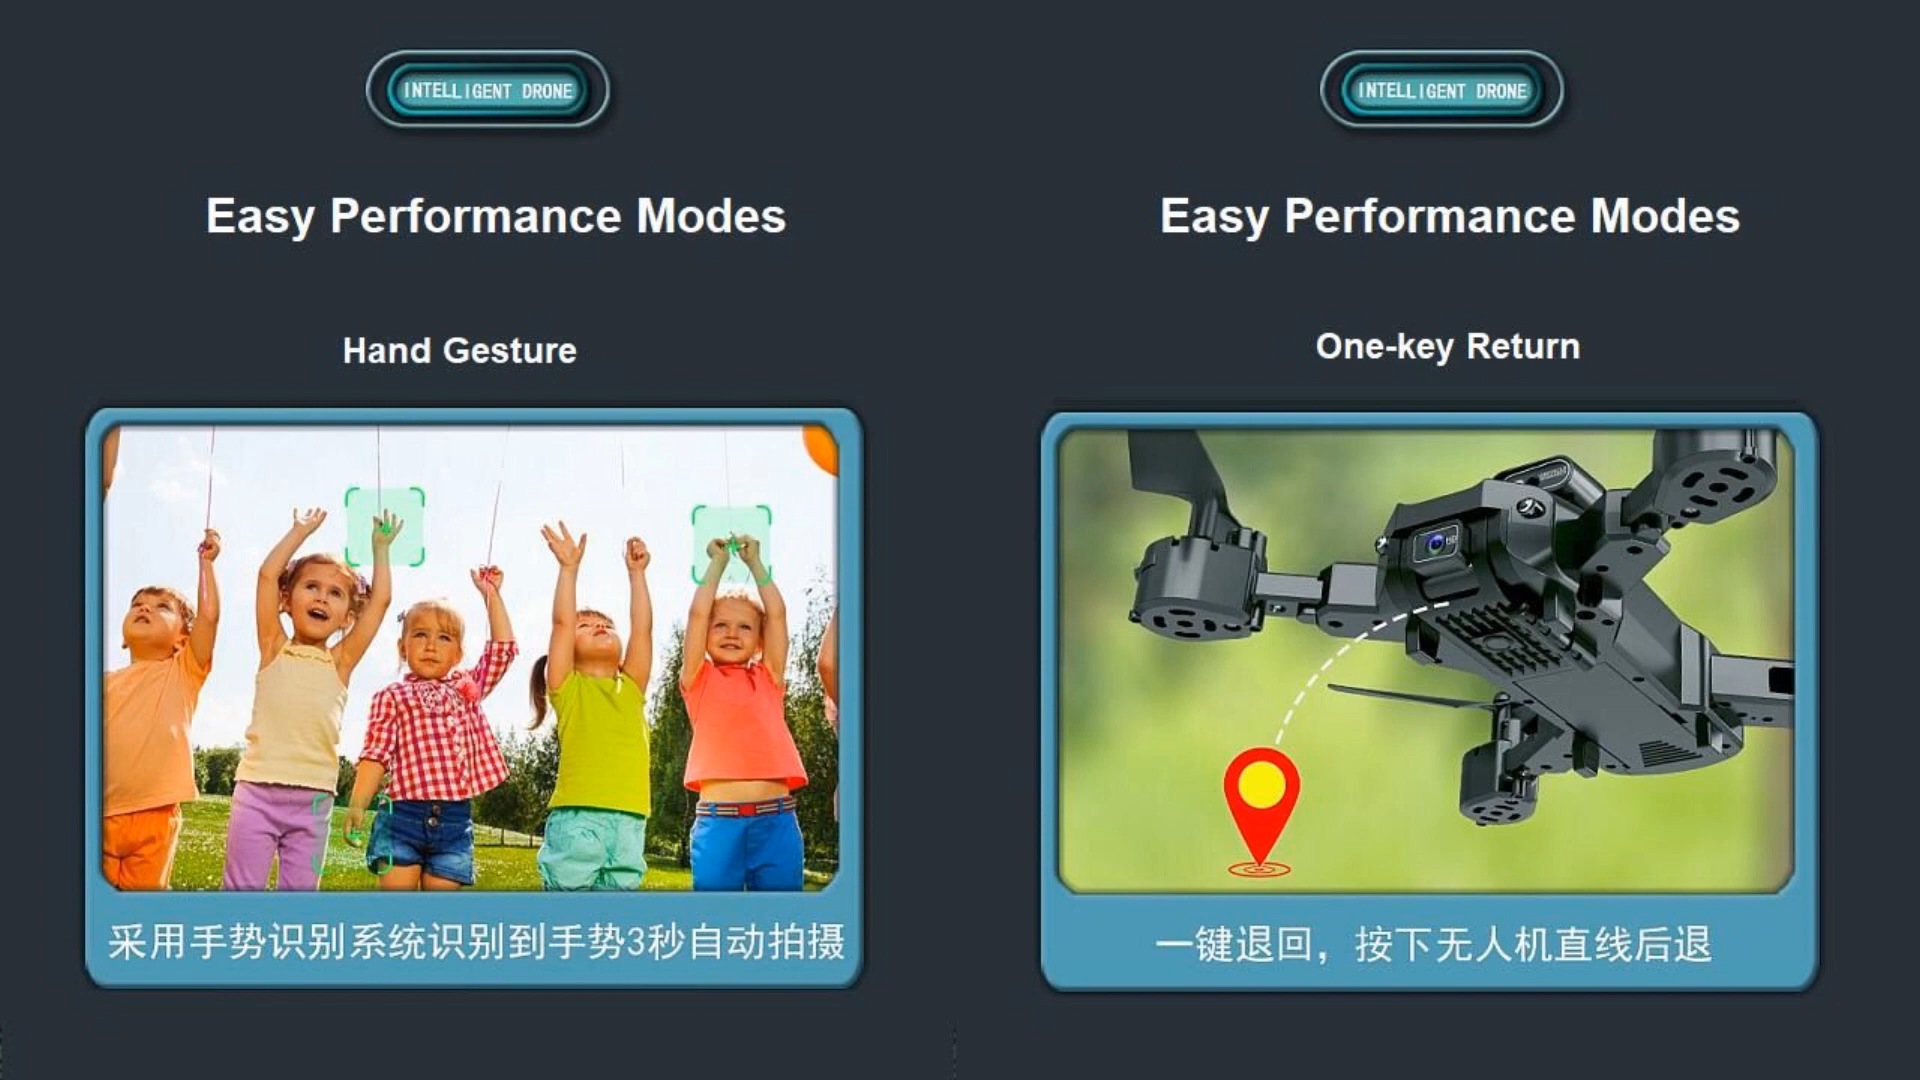 INTELLIGENT DRONE
Easy Performance Modes
Hand Gesture
采用手势识别系统识别到手势3秒自动拍摄
INTELLIGENT DRONE
Easy Performance Modes
One-key Return
一键退回，按下无人机直线后退